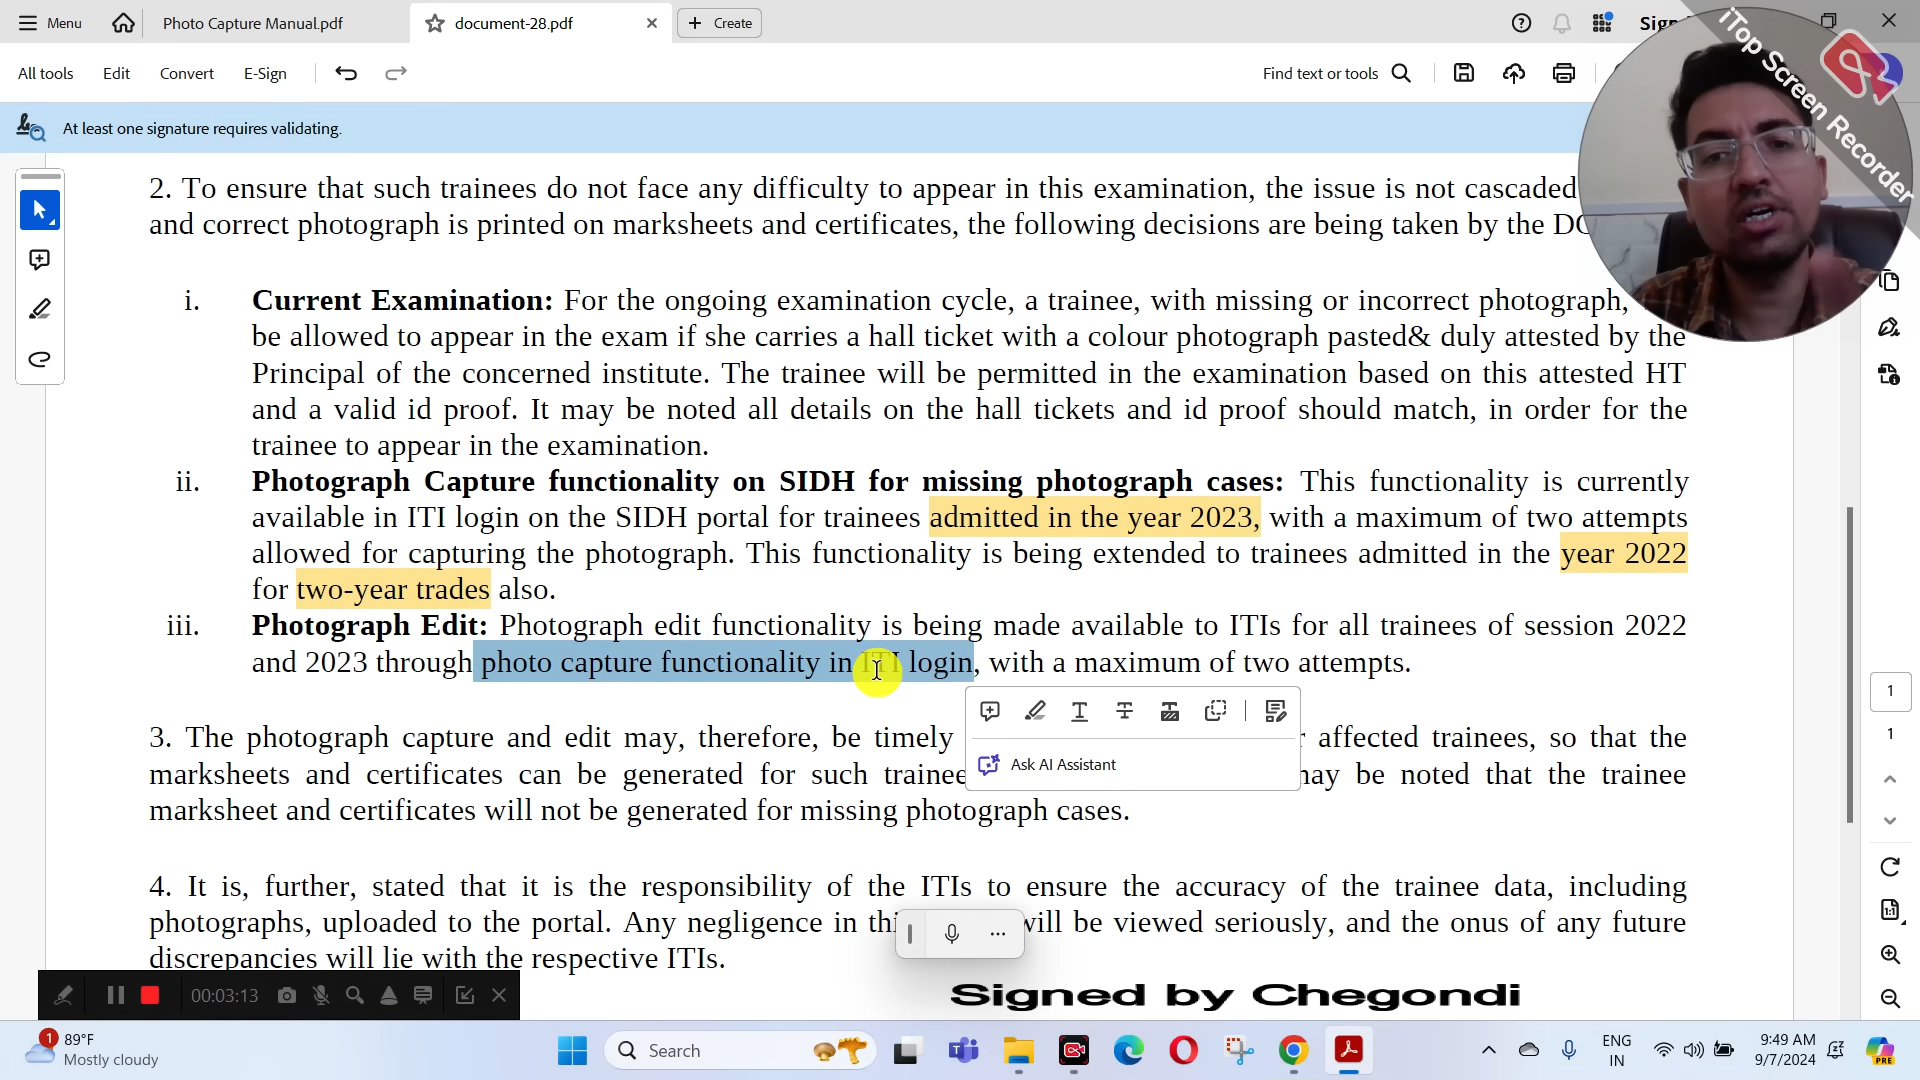 Menu
Photo Capture Manual.pdf
document-28.pdf
Create
All tools
Edit
Convert
E-Sign
Find text or tools
iTop Screen Recorder
At least one signature requires validating.
2. To ensure that such trainees do not face any difficulty to appear in this examination, the issue is not cascaded
and correct photograph is printed on marksheets and certificates, the following decisions are being taken by the
i. Current Examination: For the ongoing examination cycle, a trainee, with missing or incorrect photograph,
be allowed to appear in the exam if she carries a hall ticket with a colour photograph pasted& duly attested by the
Principal of the concerned institute. The trainee will be permitted in the examination based on this attested HT
and a valid id proof. It may be noted all details on the hall tickets and id proof should match, in order for the
trainee to appear in the examination.
ii. Photograph Capture functionality on SIDH for missing photograph cases: This functionality is currently
available in ITI login on the SIDH portal for trainees admitted in the year 2023, with a maximum of two attempts
allowed for capturing the photograph. This functionality is being extended to trainees admitted in the year 2022
for two-year trades also.
iii. Photograph Edit: Photograph edit functionality is being made available to ITIs for all trainees of session 2022
and 2023 through photo capture functionality in ITI login, with a maximum of two attempts.
Ask AI Assistant
3. The photograph capture and edit may, therefore, be timely affected trainees, so that the
marksheets and certificates can be generated for such be noted that the trainee
marksheet and certificates will not be generated for missing photograph cases.
4. It is, further, stated that it is the responsibility of the ITIs to ensure the accuracy of the trainee data, including
photographs, uploaded to the portal. Any negligence in will be viewed seriously, and the onus of any future
discrepancies will lie with the respective ITIs.
Signed by Chegondi
1
1
00:03:13
1
89°F
Mostly cloudy
Search
ENG
IN
9:49 AM
9/7/2024
PRE